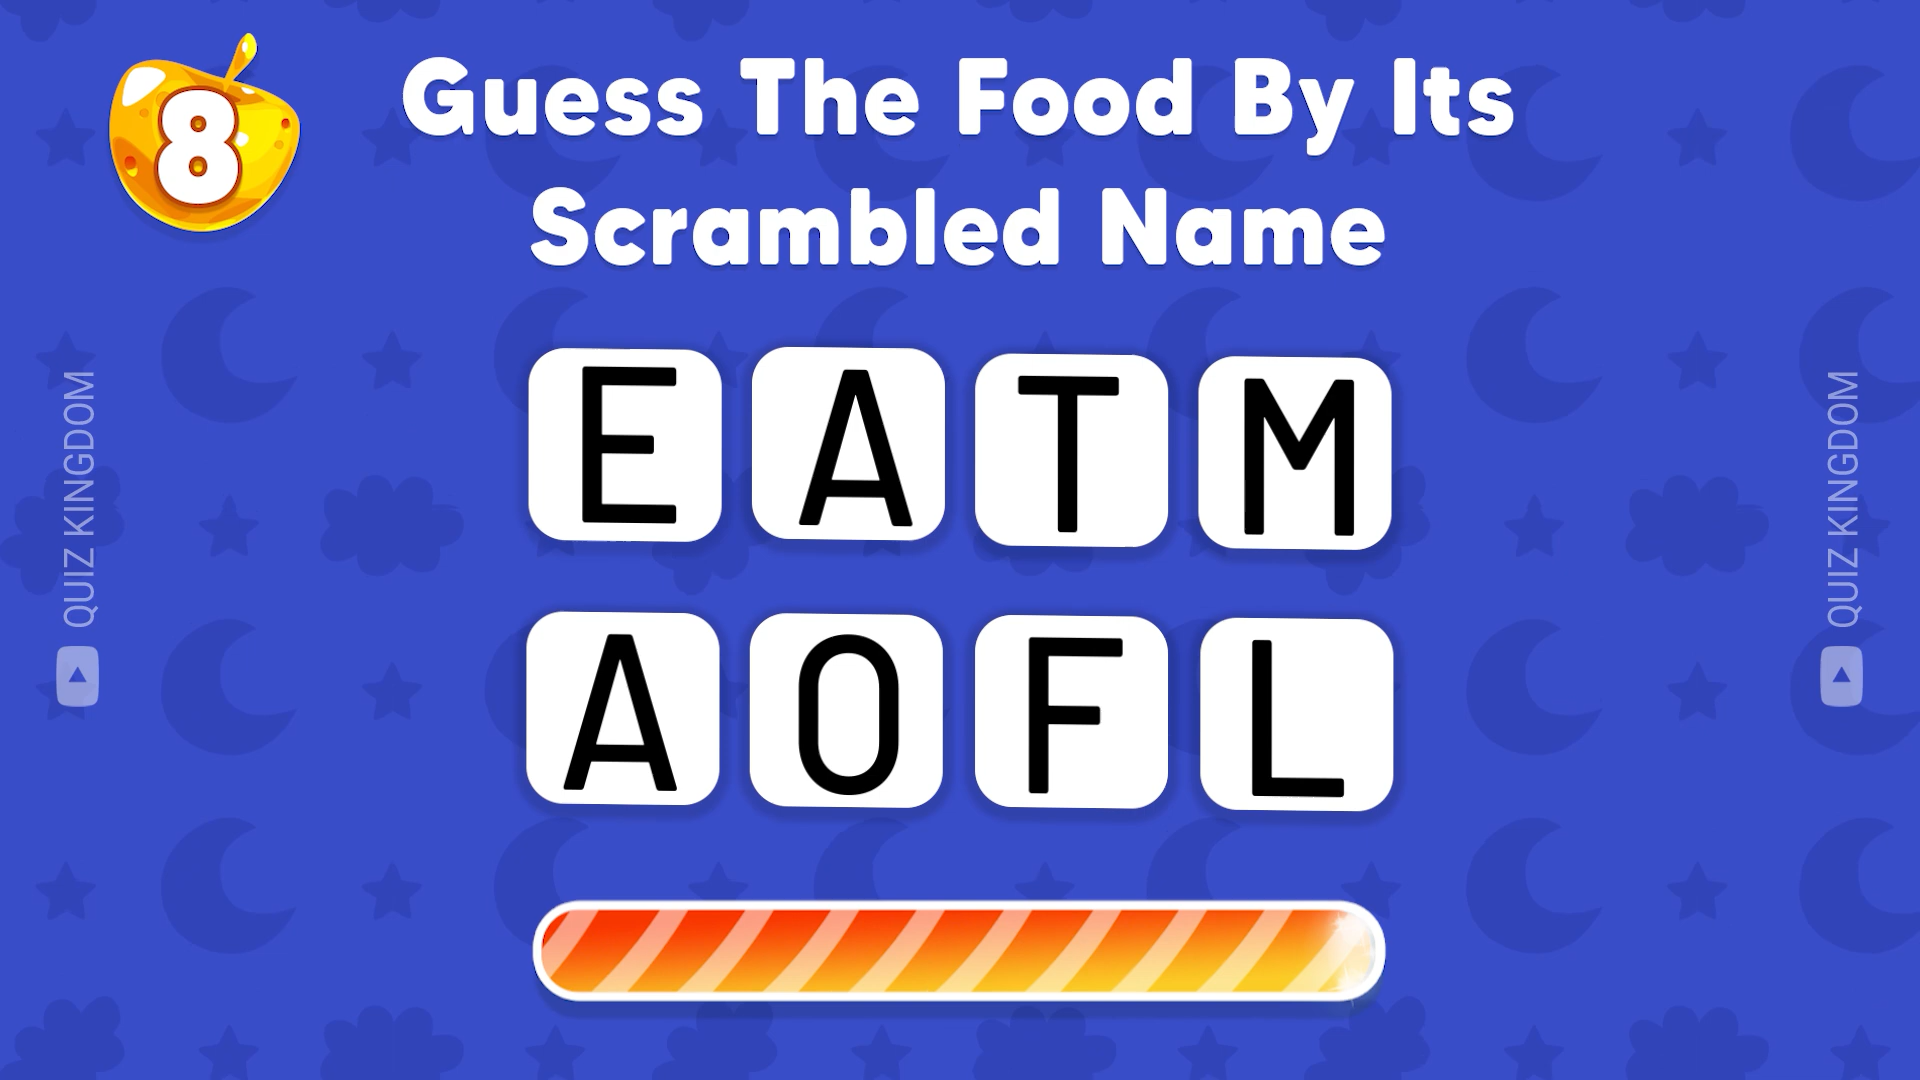 8
Guess The Food By Its
Scrambled Name
E A T M
A O F L
QUIZ KINGDOM
QUIZ KINGDOM